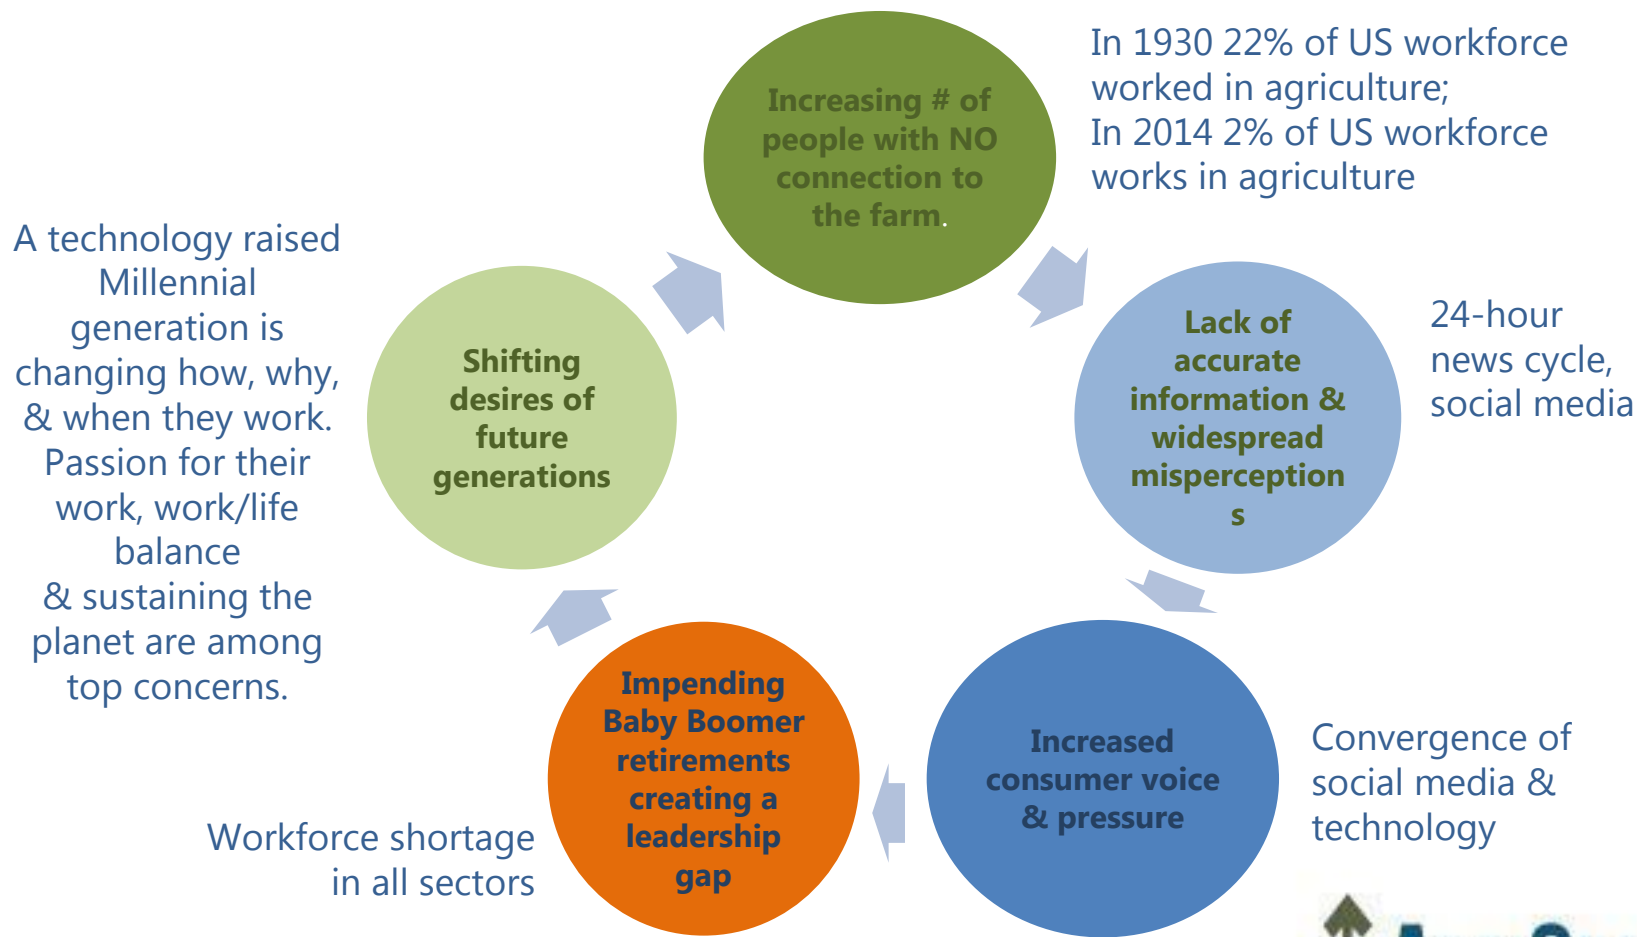 Increasing # of
people with NO
connection to
the farm.
In 1930 22% of US workforce
worked in agriculture;
In 2014 2% of US workforce
works in agriculture
Lack of
accurate
information &
widespread
misperception
s
24-hour
news cycle,
social media
Increased
consumer voice
& pressure
Convergence of
social media &
technology
Impending
Baby Boomer
retirements
creating a
leadership
gap
Workforce shortage
in all sectors
Shifting
desires of
future
generations
A technology raised
Millennial
generation is
changing how, why,
& when they work.
Passion for their
work, work/life
balance
& sustaining the
planet are among
top concerns.